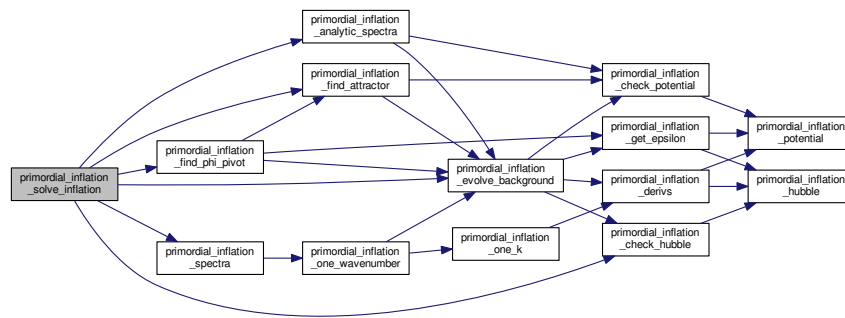 primordial_inflation
_solve_inflation
primordial_inflation
_analytic_spectra
primordial_inflation
_find_attractor
primordial_inflation
_find_phi_pivot
primordial_inflation
_spectra
primordial_inflation
_one_wavenumber
primordial_inflation
_evolve_background
primordial_inflation
_one_k
primordial_inflation
_check_potential
primordial_inflation
_get_epsilon
primordial_inflation
_derivs
primordial_inflation
_check_hubble
primordial_inflation
_potential
primordial_inflation
_hubble